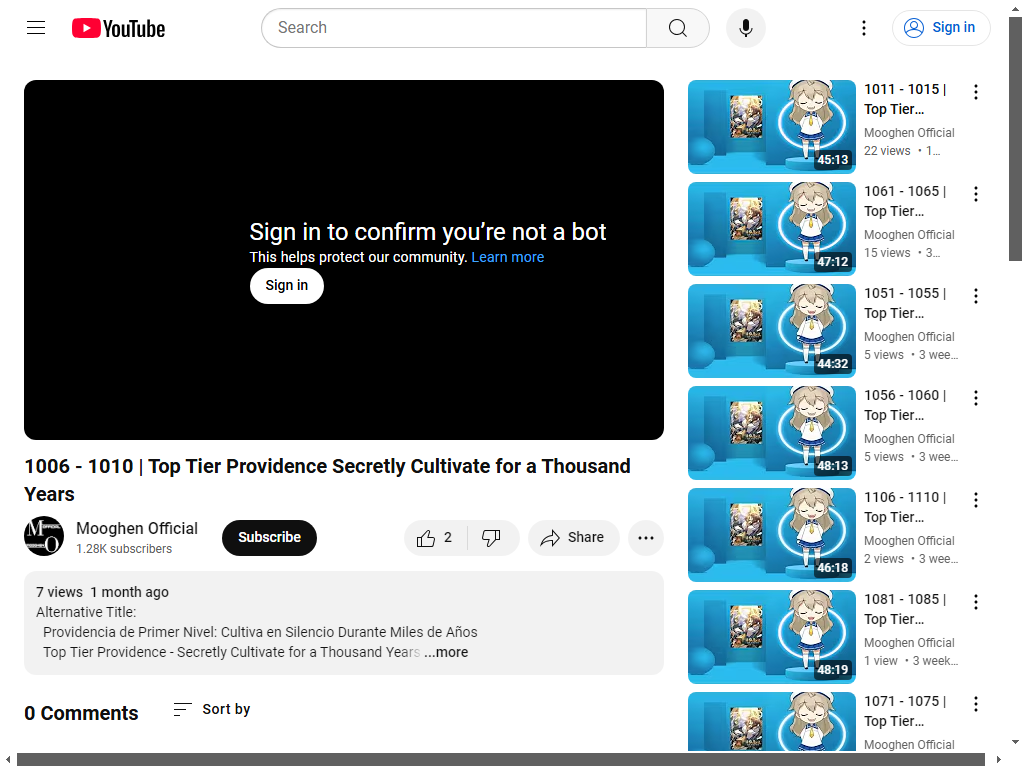 YouTube
Search
Sign in
Sign in to confirm you’re not a bot
This helps protect our community. Learn more
Sign in
1006 - 1010 | Top Tier Providence Secretly Cultivate for a Thousand
Years
Mooghen Official
1.28K subscribers
Subscribe
2
Share
7 views 1 month ago
Alternative Title:
Providencia de Primer Nivel: Cultiva en Silencio Durante Miles de Años
Top Tier Providence - Secretly Cultivate for a Thousand Years ...more
0 Comments
Sort by
45:13
1011 - 1015 |
Top Tier…
Mooghen Official
22 views • 1…
47:12
1061 - 1065 |
Top Tier…
Mooghen Official
15 views • 3…
44:32
1051 - 1055 |
Top Tier…
Mooghen Official
5 views • 3 wee…
48:13
1056 - 1060 |
Top Tier…
Mooghen Official
5 views • 3 wee…
46:18
1106 - 1110 |
Top Tier…
Mooghen Official
2 views • 3 wee…
48:19
1081 - 1085 |
Top Tier…
Mooghen Official
1 view • 3 week…
1071 - 1075 |
Top Tier…
Mooghen Official